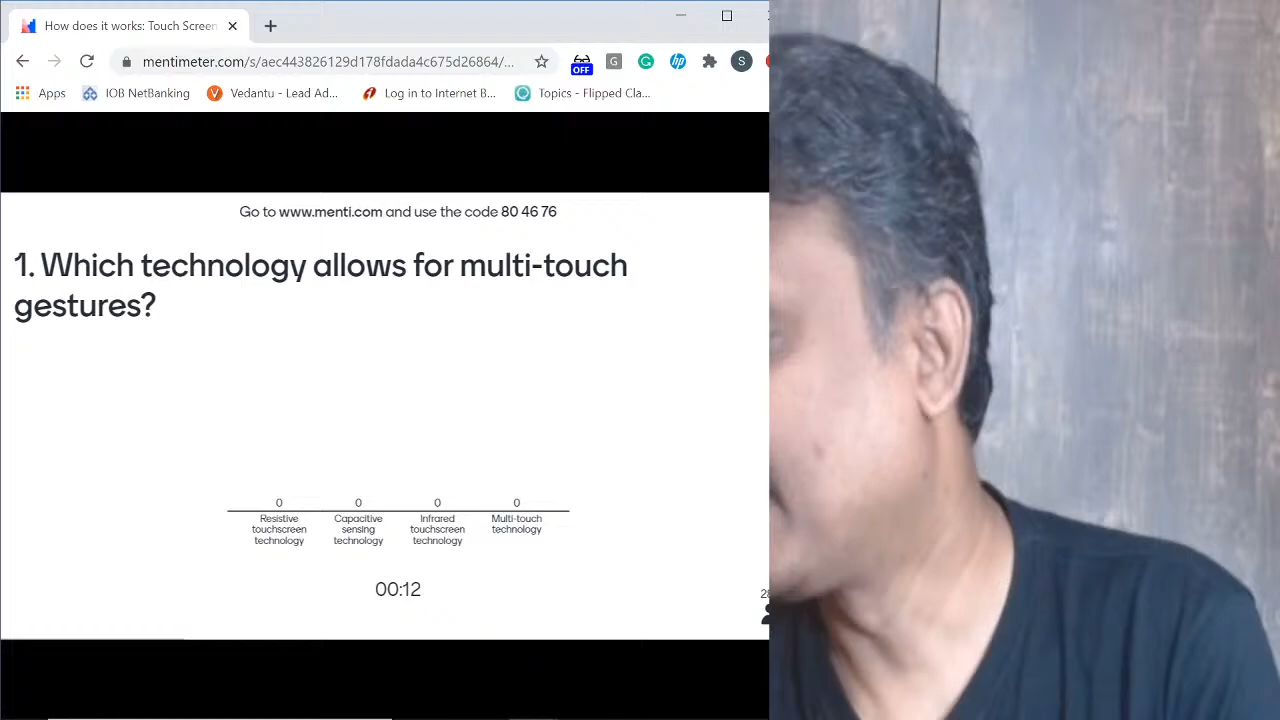 How does it works: Touch Screen
mentimeter.com/s/aec443826129d178fdade4c675d26864/...
OFF
G
G
hp
S
Apps
IOB NetBanking
Vedantu - Lead Ad...
Log in to Internet B...
Topics - Flipped Cla...
Go to www.menti.com and use the code 80 46 76
1. Which technology allows for multi-touch
gestures?
0 0 0 0
Resistive
touchscreen
technology
Capacitive
sensing
technology
Infrared
touchscreen
technology
Multi-touch
technology
00:12